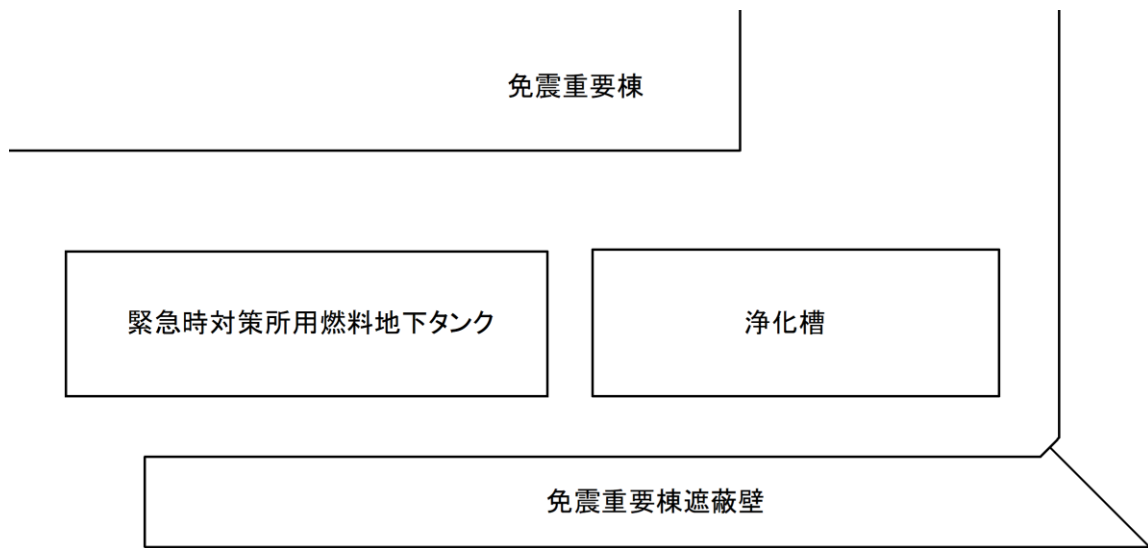 免震重要棟
緊急時対策所用燃料地下タンク
浄化槽
免震重要棟遮蔽壁